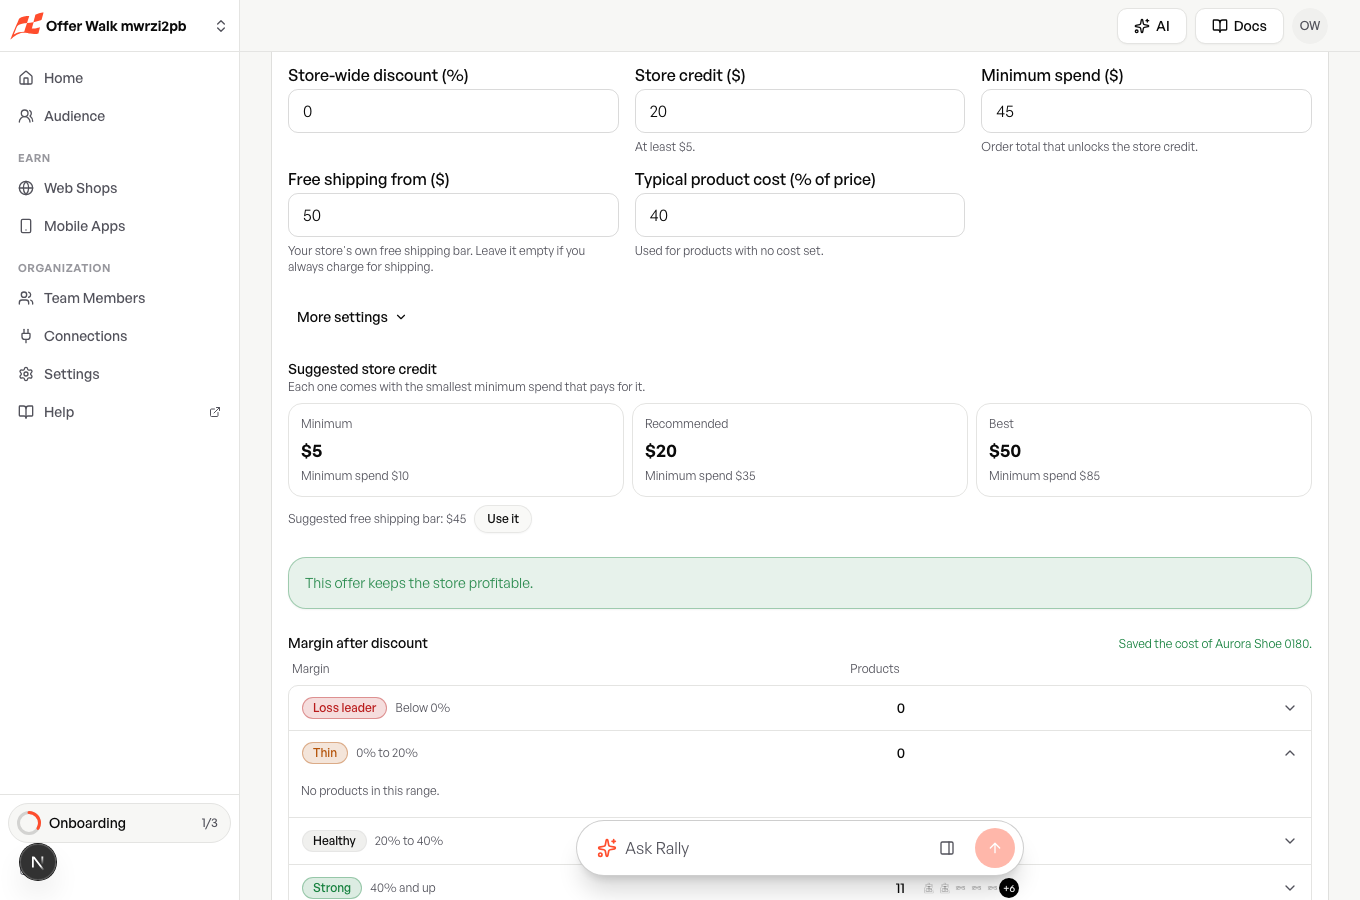 Offer Walk mwrzi2pb
AI
Docs
OW
Home
Audience
EARN
Web Shops
Mobile Apps
ORGANIZATION
Team Members
Connections
Settings
Help
Onboarding
1/3
N
Store-wide discount (%)
0
Store credit ($)
20
At least $5.
Minimum spend ($)
45
Order total that unlocks the store credit.
Free shipping from ($)
50
Your store's own free shipping bar. Leave it empty if you
always charge for shipping.
Typical product cost (% of price)
40
Used for products with no cost set.
More settings
Suggested store credit
Each one comes with the smallest minimum spend that pays for it.
Minimum
$5
Minimum spend $10
Recommended
$20
Minimum spend $35
Best
$50
Minimum spend $85
Suggested free shipping bar: $45
Use it
This offer keeps the store profitable.
Margin after discount
Saved the cost of Aurora Shoe 0180.
Margin
Products
Loss leader Below 0% 0
Thin 0% to 20% 0
No products in this range.
Healthy 20% to 40%
Ask Rally
Strong 40% and up 11 +6